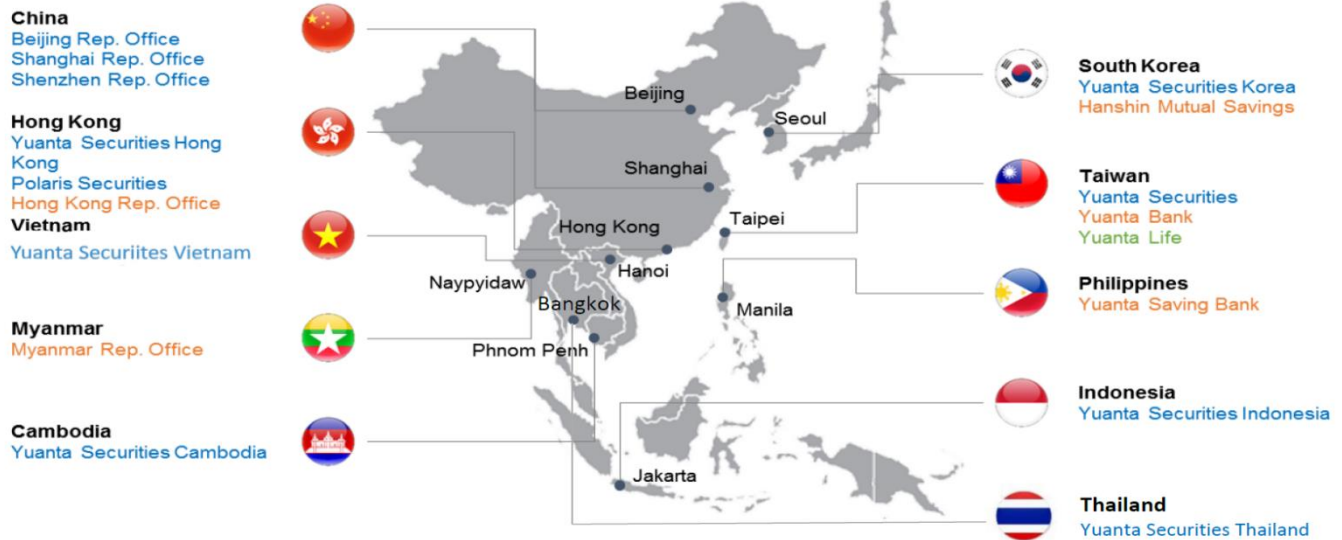 China
Beijing Rep. Office
Shanghai Rep. Office
Shenzhen Rep. Office
Hong Kong
Yuanta Securities Hong
Kong
Polaris Securities
Hong Kong Rep. Office
Vietnam
Yuanta Securiites Vietnam
Myanmar
Myanmar Rep. Office
Cambodia
Yuanta Securities Cambodia
Beijing
Seoul
Shanghai
Taipei
Hong Kong
Hanoi
Naypyidaw
Bangkok
Manila
Phnom Penh
Jakarta
South Korea
Yuanta Securities Korea
Hanshin Mutual Savings
Taiwan
Yuanta Securities
Yuanta Bank
Yuanta Life
Philippines
Yuanta Saving Bank
Indonesia
Yuanta Securities Indonesia
Thailand
Yuanta Securities Thailand